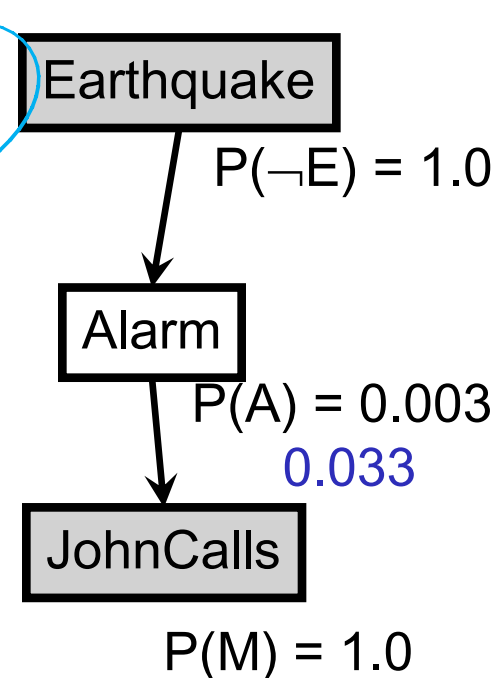 Earthquake
P(¬E) = 1.0
Alarm
P(A) = 0.003
0.033
JohnCalls
P(M) = 1.0